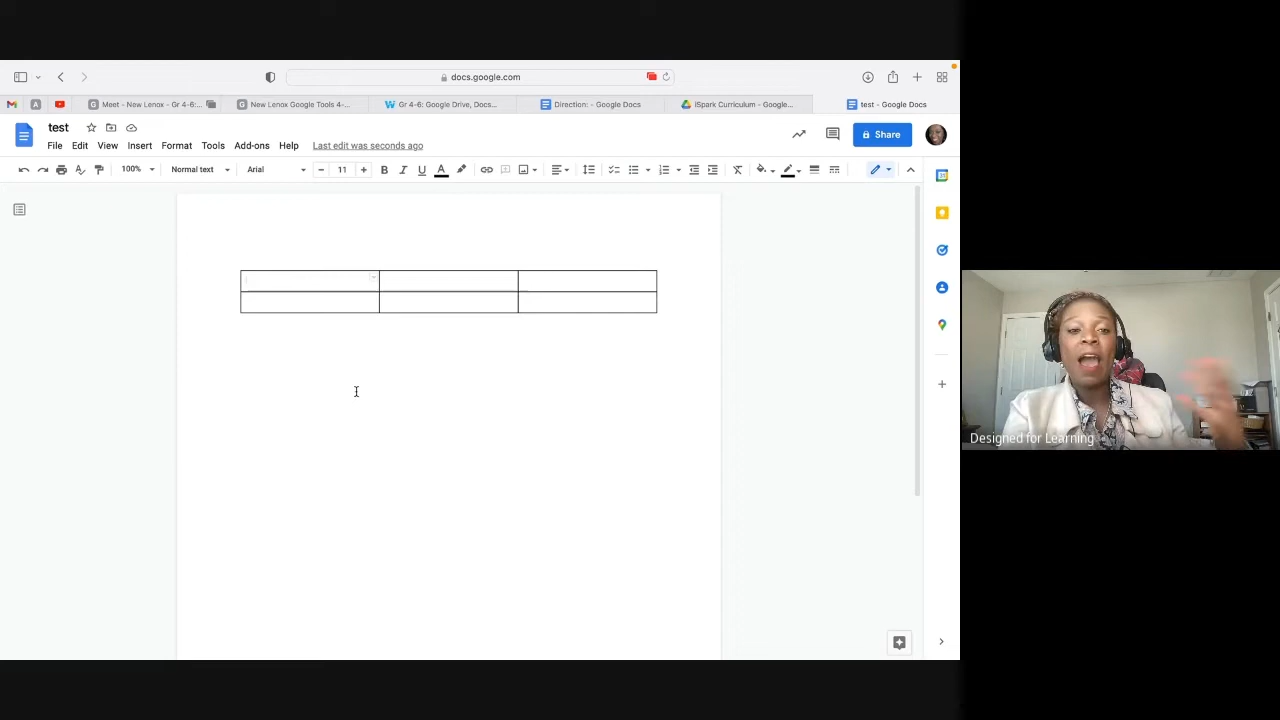 docs.google.com
Meet - New Lenox - Gr 4-6:...
New Lenox Google Tools 4-...
Gr 4-6: Google Drive, Docs...
Direction: - Google Docs
iSpark Curriculum - Google...
test - Google Docs
test
Share
File Edit View Insert Format Tools Add-ons Help Last edit was seconds ago
100% Normal text Arial 11 B I U A
Designed for Learning